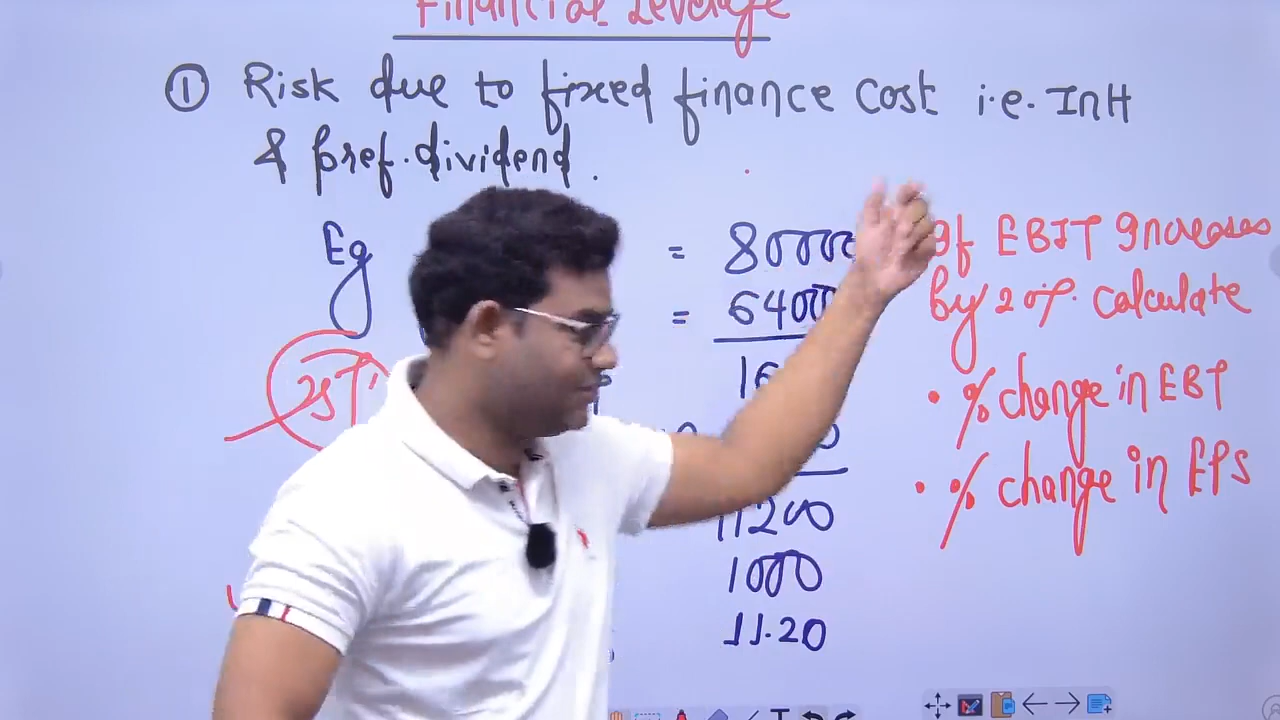 Financial Leverage
① Risk due to fixed finance cost i.e. Int
& pref. dividend.
Eg = 80000
= 64000
16
11200
1000
11.20
If EBIT Increases
by 20% calculate
• % change in EBT
• % change in EPS